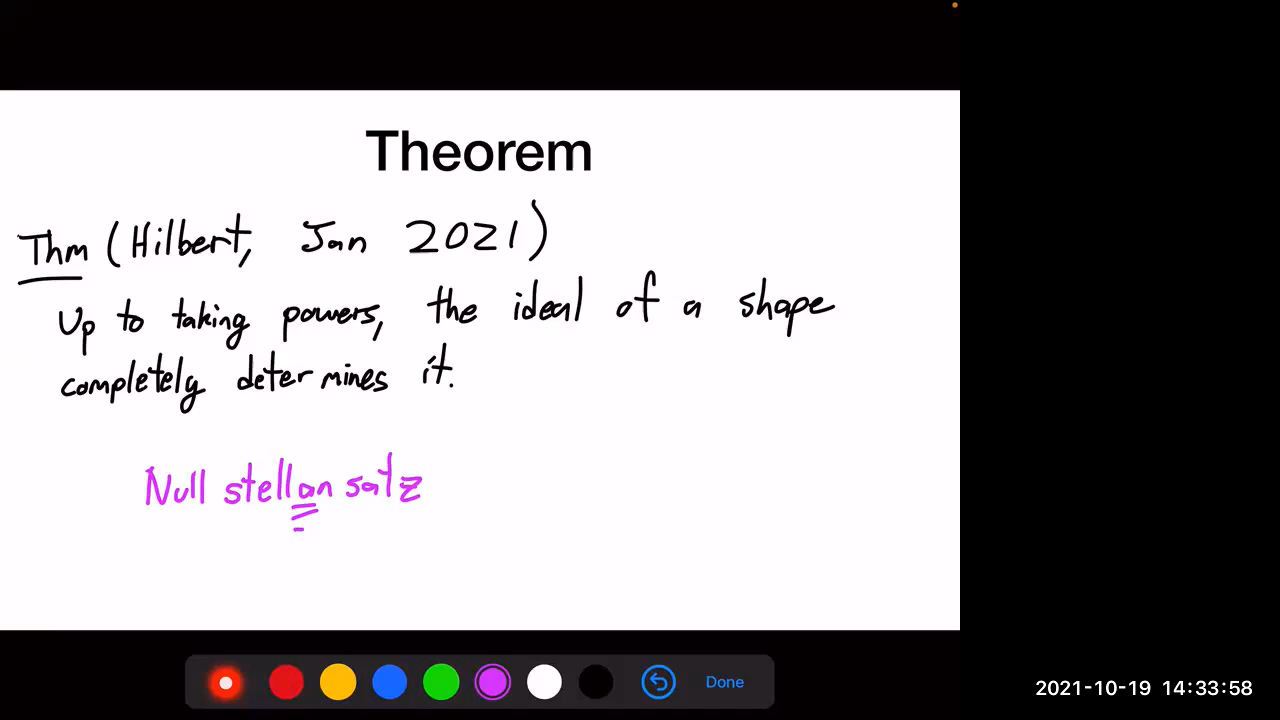 Theorem
Thm (Hilbert, Jan 2021)
Up to taking powers, the ideal of a shape
completely determines it.
Null stellan satz
Done
2021-10-19 14:33:58